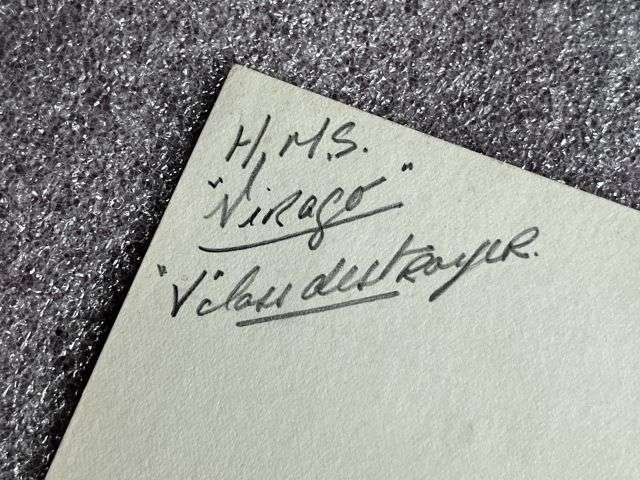 H.M.S.
"Virago"
"V" class destroyer.